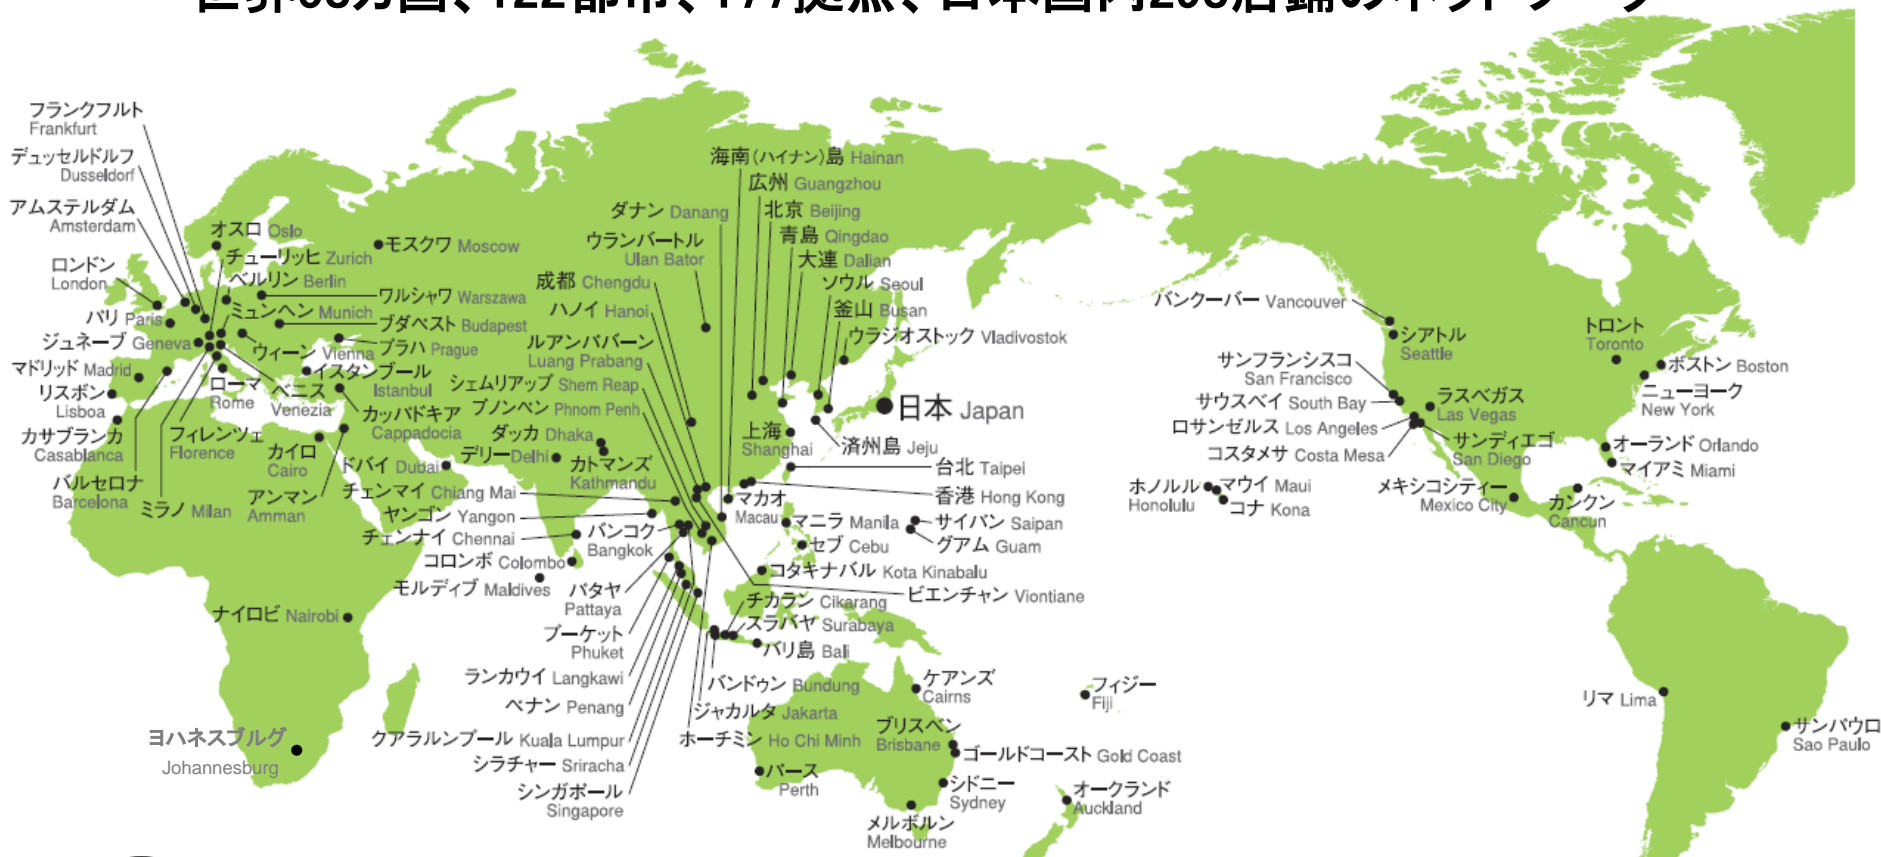 フランクフルト
Frankfurt
デュッセルドルフ
Dusseldorf
アムステルダム
Amsterdam
オスロ Oslo
チューリッヒ Zurich
モスクワ Moscow
ロンドン
London
ベルリン Berlin
ワルシャワ Warszawa
パリ Paris
ミュンヘン Munich
ブダペスト Budapest
ジュネーブ Geneva
ウィーン Vienna
プラハ Prague
マドリッド Madrid
イスタンブール
Istanbul
リスボン
Lisboa
ローマ
Rome
ベニス
Venezia
カッパドキア
Cappadocia
カサブランカ
Casablanca
フィレンツェ
Florence
カイロ
Cairo
バルセロナ
Barcelona
ミラノ Milan
アンマン
Amman
ドバイ Dubai
デリー Delhi
ダッカ Dhaka
カトマンズ
Kathmandu
チェンマイ Chiang Mai
ヤンゴン Yangon
チェンナイ Chennai
コロンボ Colombo
モルディブ Maldives
ナイロビ Nairobi
ヨハネスブルグ
Johannesburg
海南(ハイナン)島 Hainan
広州 Guangzhou
ダナン Danang
北京 Beijing
ウランバートル
Ulan Bator
青島 Qingdao
大連 Dalian
成都 Chengdu
ソウル Seoul
ハノイ Hanoi
釜山 Busan
ルアンパバーン
Luang Prabang
ウラジオストック Vladivostok
シェムリアップ Shem Reap
プノンペン Phnom Penh
日本 Japan
上海
Shanghai
済州島 Jeju
台北 Taipei
香港 Hong Kong
マカオ
Macau
バンコク
Bangkok
マニラ Manila
サイパン Saipan
セブ Cebu
グアム Guam
コタキナバル Kota Kinabalu
パタヤ
Pattaya
ビエンチャン Viontiane
チカラン Cikarang
プーケット
Phuket
スラバヤ Surabaya
バリ島 Bali
ランカウイ Langkawi
バンドゥン Bundung
ペナン Penang
ジャカルタ Jakarta
クアラルンプール Kuala Lumpur
ホーチミン Ho Chi Minh
シラチャー Sriracha
シンガポール
Singapore
ケアンズ
Cairns
フィジー
Fiji
ブリスベン
Brisbane
ゴールドコースト Gold Coast
パース
Perth
シドニー
Sydney
オークランド
Auckland
メルボルン
Melbourne
バンクーバー Vancouver
シアトル
Seattle
トロント
Toronto
サンフランシスコ
San Francisco
ボストン Boston
サウスベイ South Bay
ラスベガス
Las Vegas
ニューヨーク
New York
ロサンゼルス Los Angeles
コスタメサ Costa Mesa
サンディエゴ
San Diego
オーランド Orlando
マイアミ Miami
ホノルル
Honolulu
マウイ Maui
コナ Kona
メキシコシティー
Mexico City
カンクン
Cancun
リマ Lima
サンパウロ
Sao Paulo